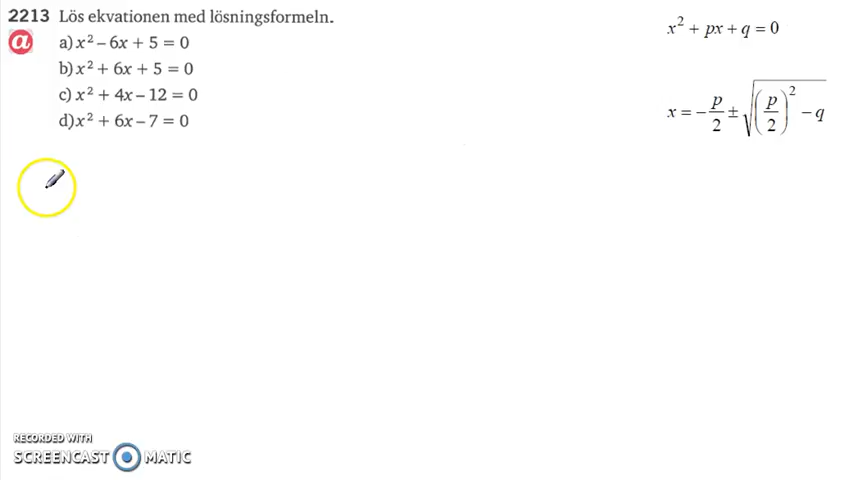 2213 Lös ekvationen med lösningsformeln.
a
a) x² – 6x + 5 = 0
b) x² + 6x + 5 = 0
c) x² + 4x – 12 = 0
d) x² + 6x – 7 = 0
x² + px + q = 0
x = – p/2 ± √((p/2)² – q)
RECORDED WITH
SCREENCAST MATIC